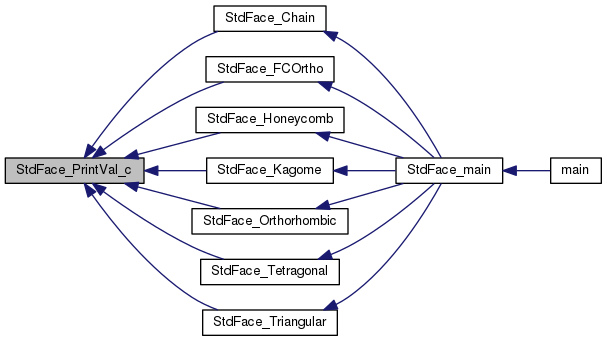 StdFace_Chain
StdFace_FCOrtho
StdFace_Honeycomb
StdFace_PrintVal_c
StdFace_Kagome
StdFace_main
main
StdFace_Orthorhombic
StdFace_Tetragonal
StdFace_Triangular